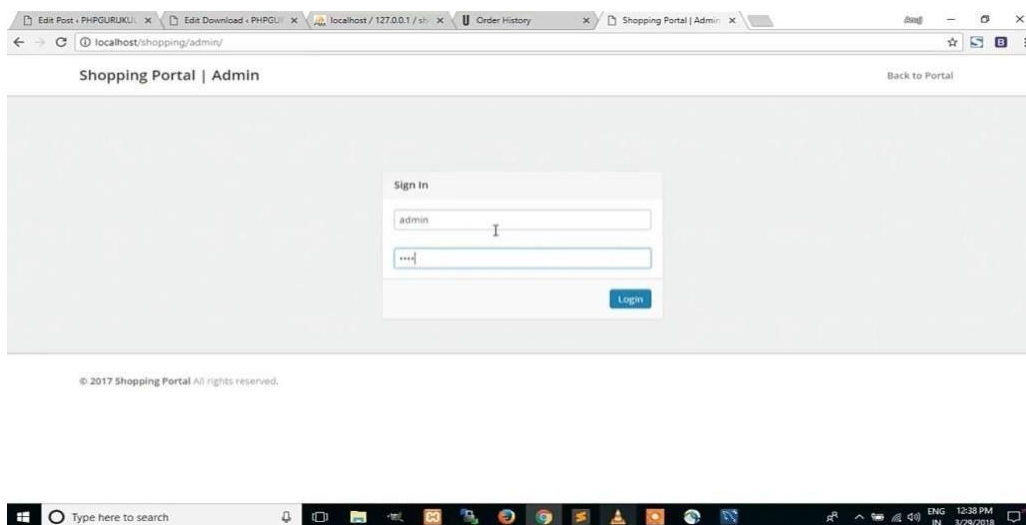 Edit Post ‹ PHPGURUKUL
Edit Download ‹ PHPGU
localhost / 127.0.0.1 / sh
Order History
Shopping Portal | Admin
localhost/shopping/admin/
Shopping Portal | Admin
Back to Portal
Sign In
admin
••••
Login
© 2017 Shopping Portal All rights reserved.
Type here to search
ENG
IN
12:38 PM
3/29/2018